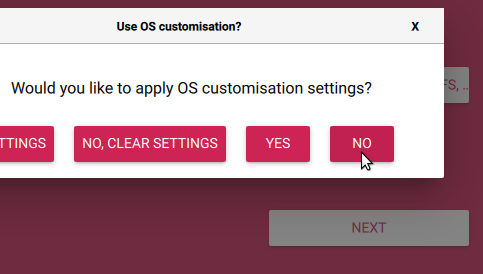 Use OS customisation?
X
Would you like to apply OS customisation settings?
FS, ..
TTINGS
NO, CLEAR SETTINGS
YES
NO
NEXT